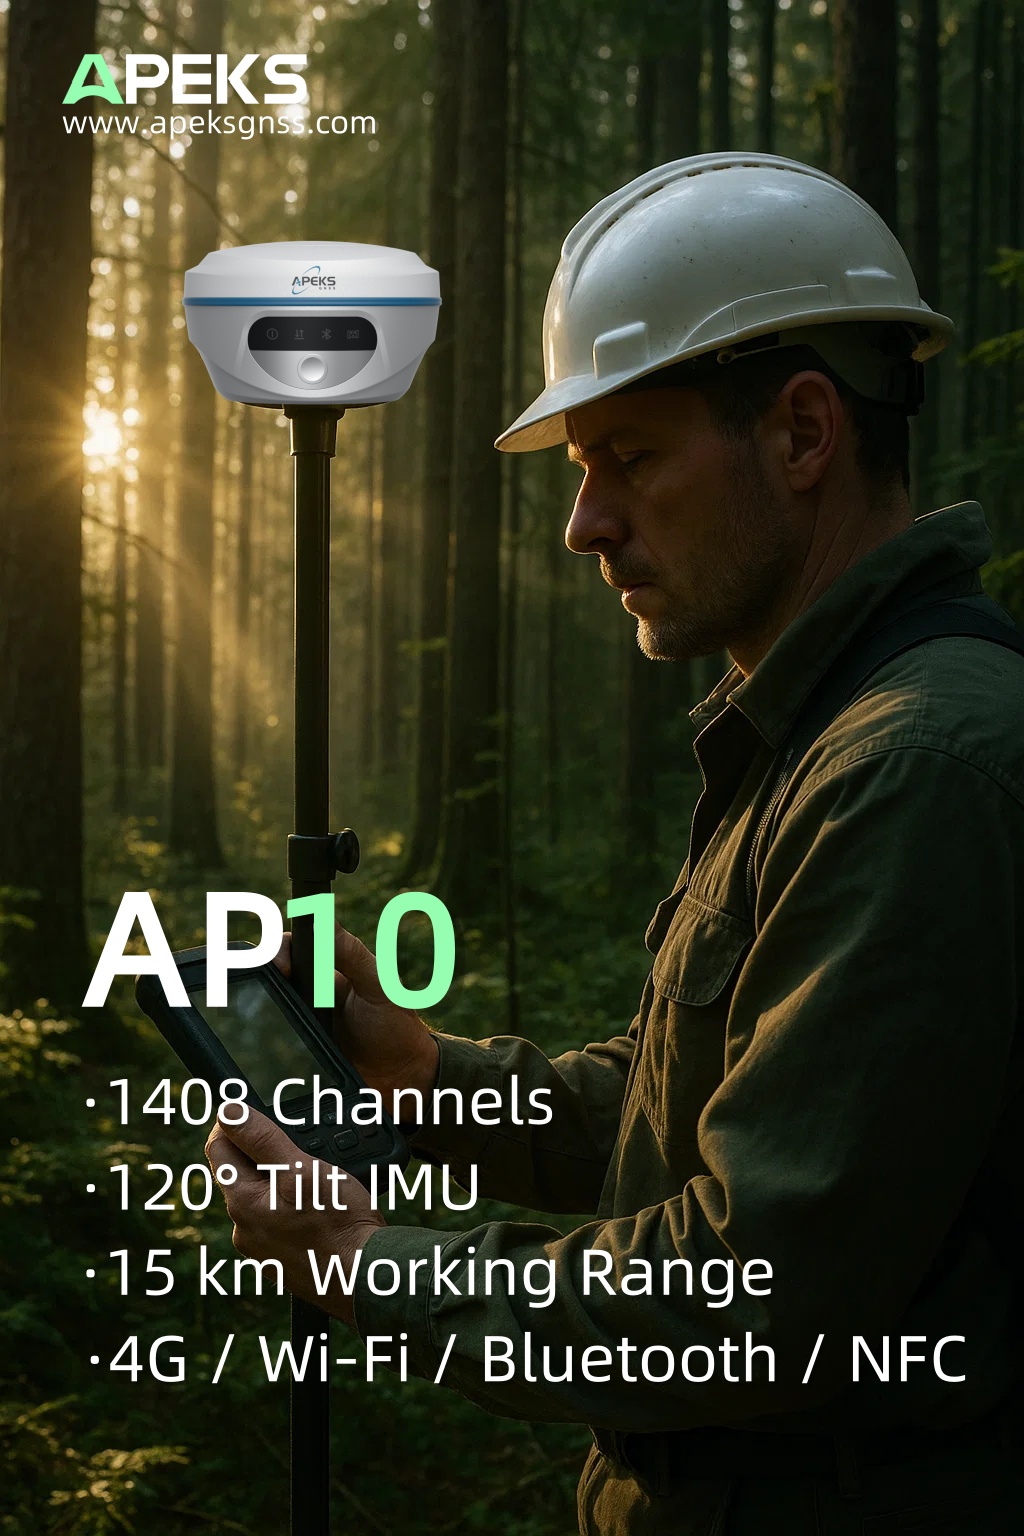 APEKS
www.apeksgnss.com
APEKS
GNSS
AP10
·1408 Channels
·120° Tilt IMU
·15 km Working Range
·4G / Wi-Fi / Bluetooth / NFC